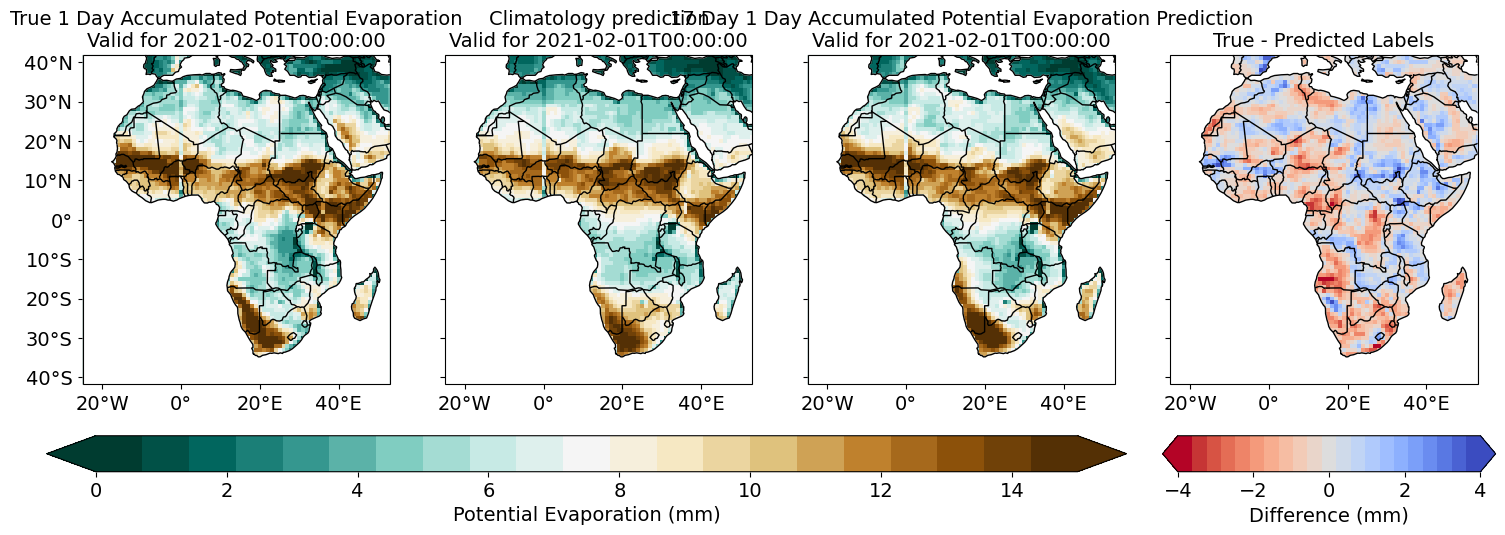 True 1 Day Accumulated Potential Evaporation
Valid for 2021-02-01T00:00:00
Climatology prediction
Valid for 2021-02-01T00:00:00
17 Day 1 Day Accumulated Potential Evaporation Prediction
Valid for 2021-02-01T00:00:00
True - Predicted Labels
40°N
30°N
20°N
10°N
0°
10°S
20°S
30°S
40°S
20°W 0° 20°E 40°E
20°W 0° 20°E 40°E
20°W 0° 20°E 40°E
20°W 0° 20°E 40°E
0 2 4 6 8 10 12 14
Potential Evaporation (mm)
−4 −2 0 2 4
Difference (mm)